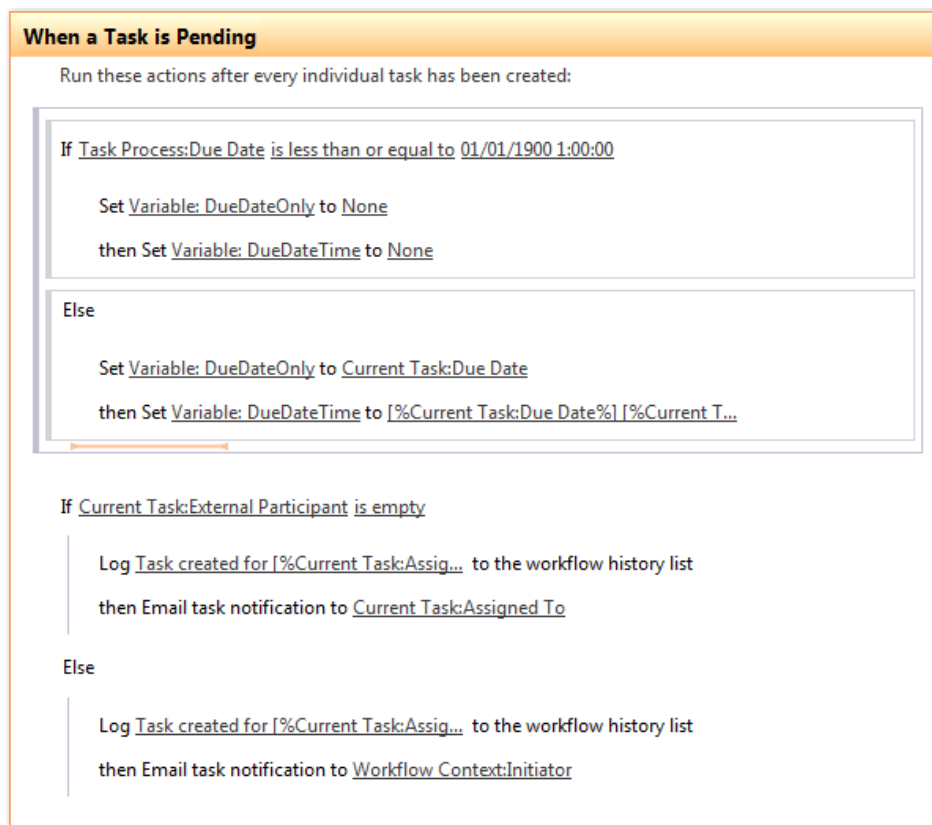 When a Task is Pending
Run these actions after every individual task has been created:
If Task Process:Due Date is less than or equal to 01/01/1900 1:00:00
Set Variable: DueDateOnly to None
then Set Variable: DueDateTime to None
Else
Set Variable: DueDateOnly to Current Task:Due Date
then Set Variable: DueDateTime to [%Current Task:Due Date%] [%Current T...
If Current Task:External Participant is empty
Log Task created for [%Current Task:Assig... to the workflow history list
then Email task notification to Current Task:Assigned To
Else
Log Task created for [%Current Task:Assig... to the workflow history list
then Email task notification to Workflow Context:Initiator